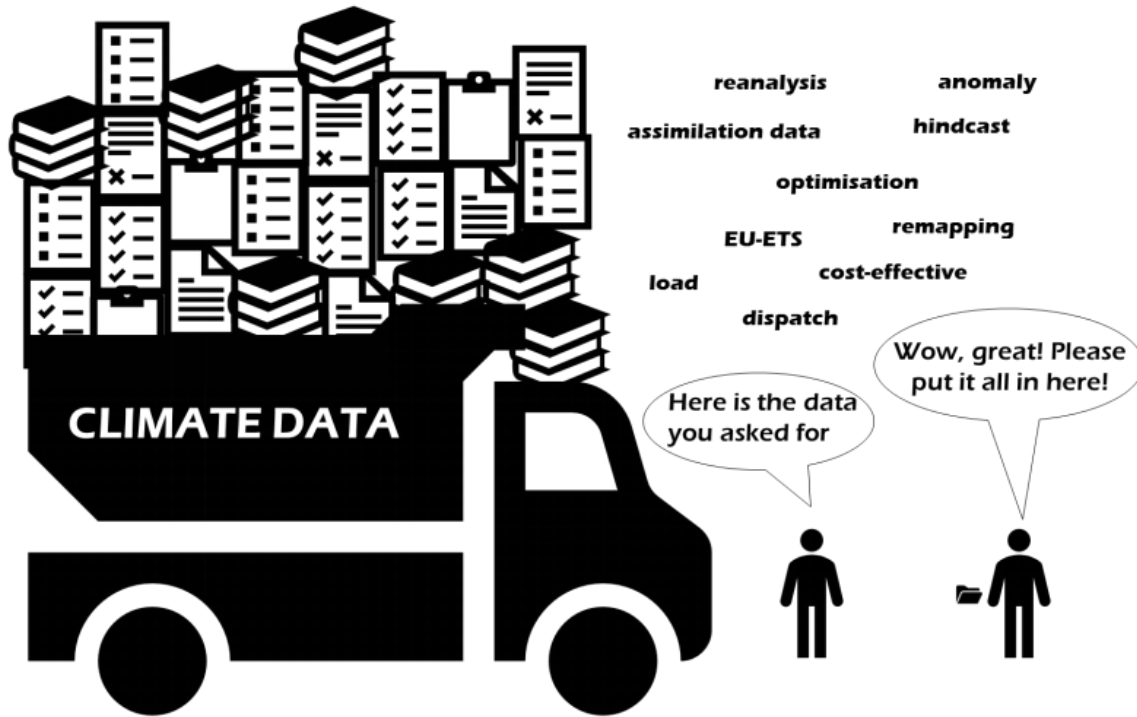 reanalysis
anomaly
assimilation data
hindcast
optimisation
EU-ETS
remapping
load
cost-effective
dispatch
CLIMATE DATA
Here is the data
you asked for
Wow, great! Please
put it all in here!